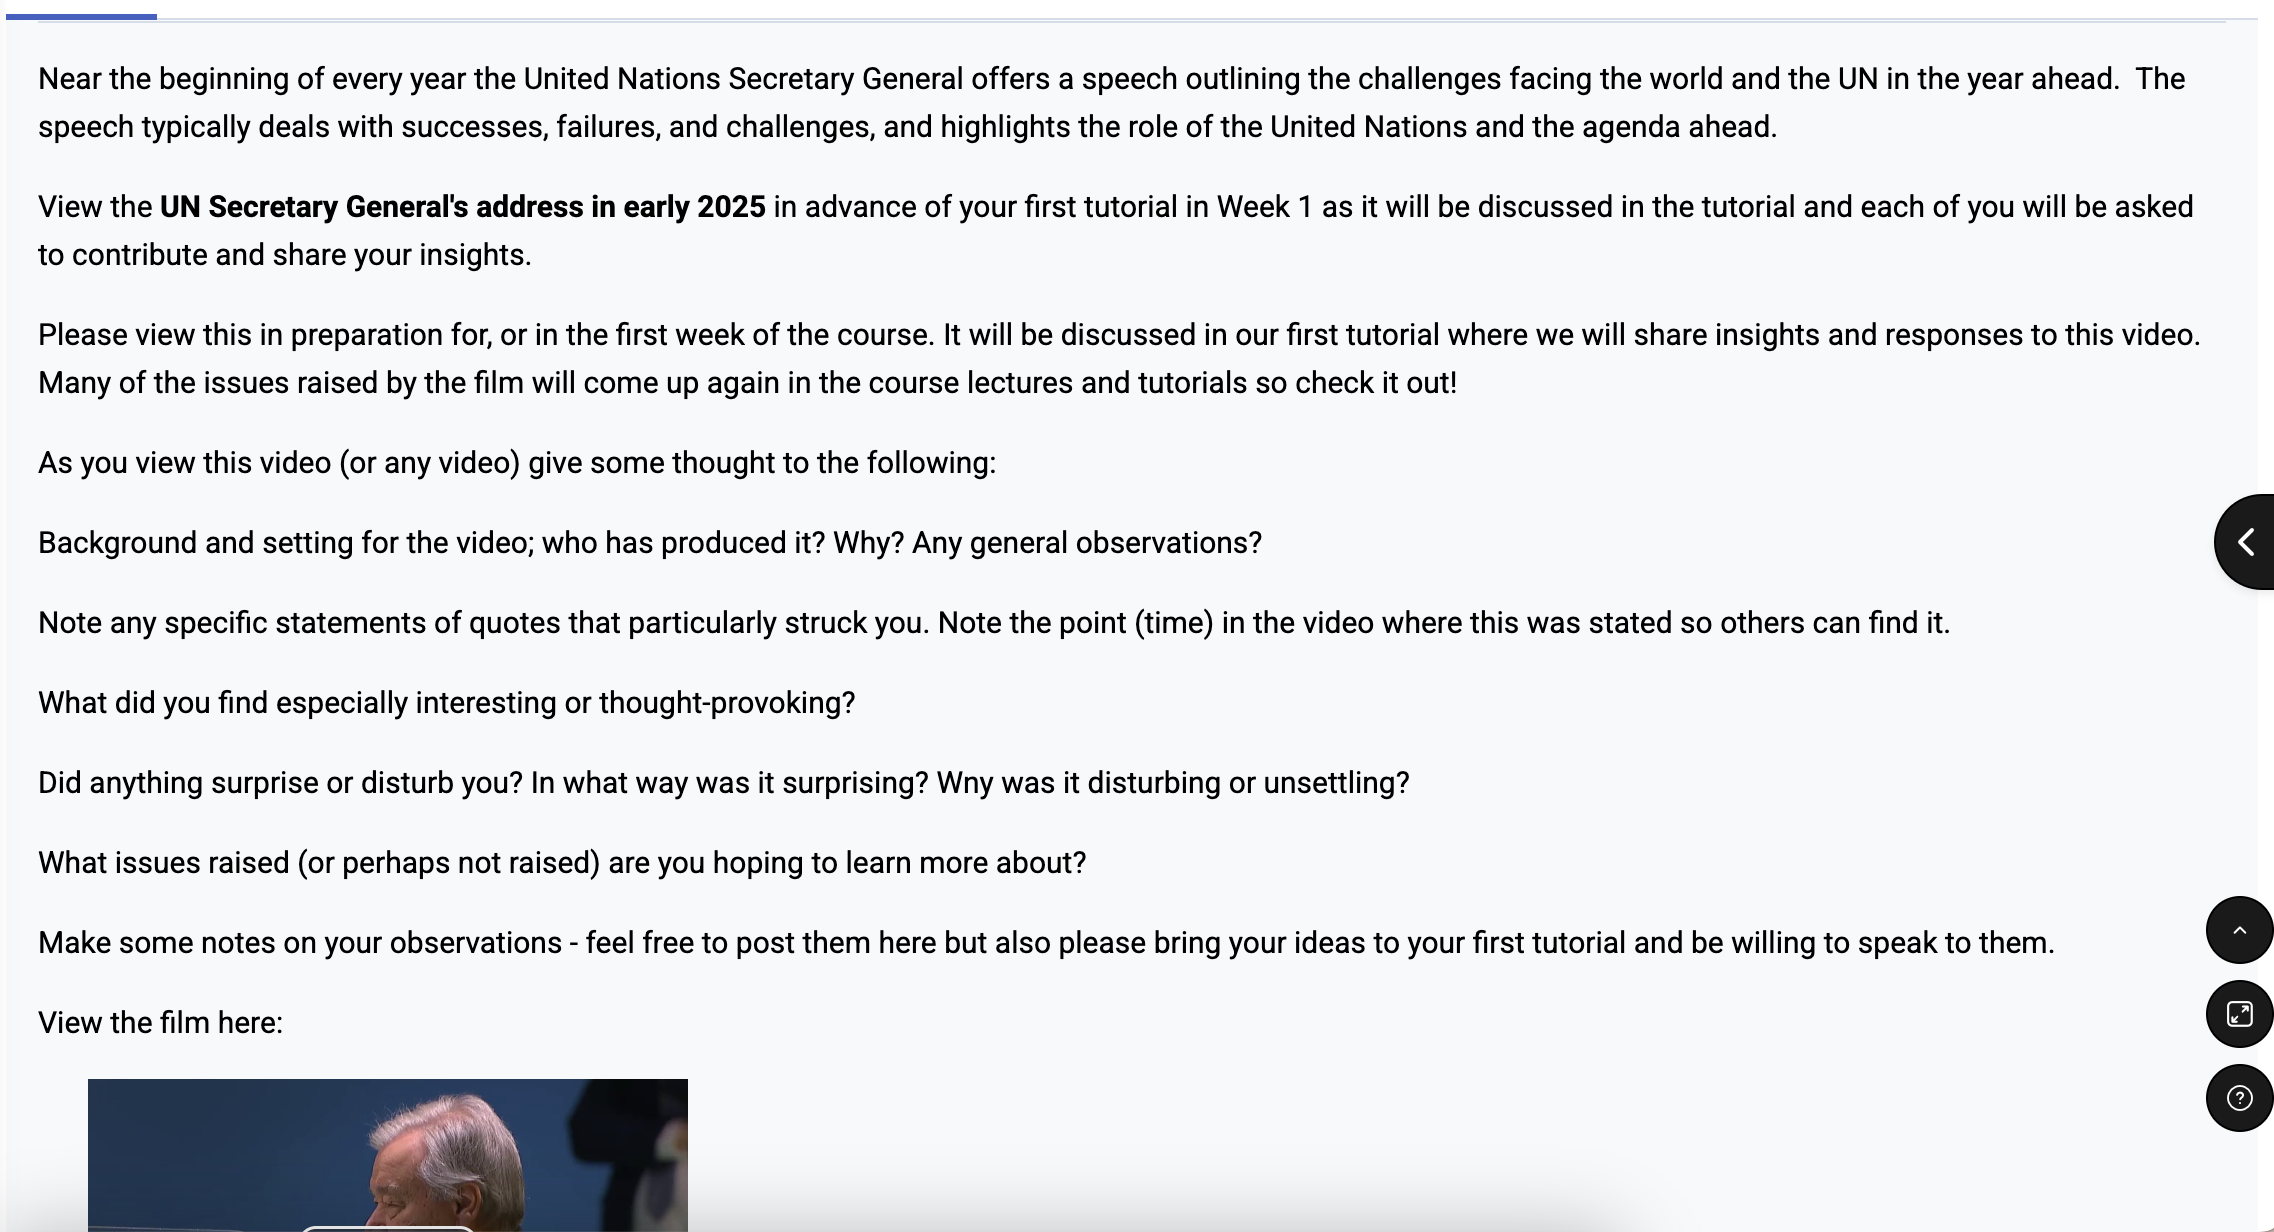 Near the beginning of every year the United Nations Secretary General offers a speech outlining the challenges facing the world and the UN in the year ahead.  The
speech typically deals with successes, failures, and challenges, and highlights the role of the United Nations and the agenda ahead.
View the UN Secretary General's address in early 2025 in advance of your first tutorial in Week 1 as it will be discussed in the tutorial and each of you will be asked
to contribute and share your insights.
Please view this in preparation for, or in the first week of the course. It will be discussed in our first tutorial where we will share insights and responses to this video.
Many of the issues raised by the film will come up again in the course lectures and tutorials so check it out!
As you view this video (or any video) give some thought to the following:
Background and setting for the video; who has produced it? Why? Any general observations?
Note any specific statements of quotes that particularly struck you. Note the point (time) in the video where this was stated so others can find it.
What did you find especially interesting or thought-provoking?
Did anything surprise or disturb you? In what way was it surprising? Wny was it disturbing or unsettling?
What issues raised (or perhaps not raised) are you hoping to learn more about?
Make some notes on your observations - feel free to post them here but also please bring your ideas to your first tutorial and be willing to speak to them.
View the film here: